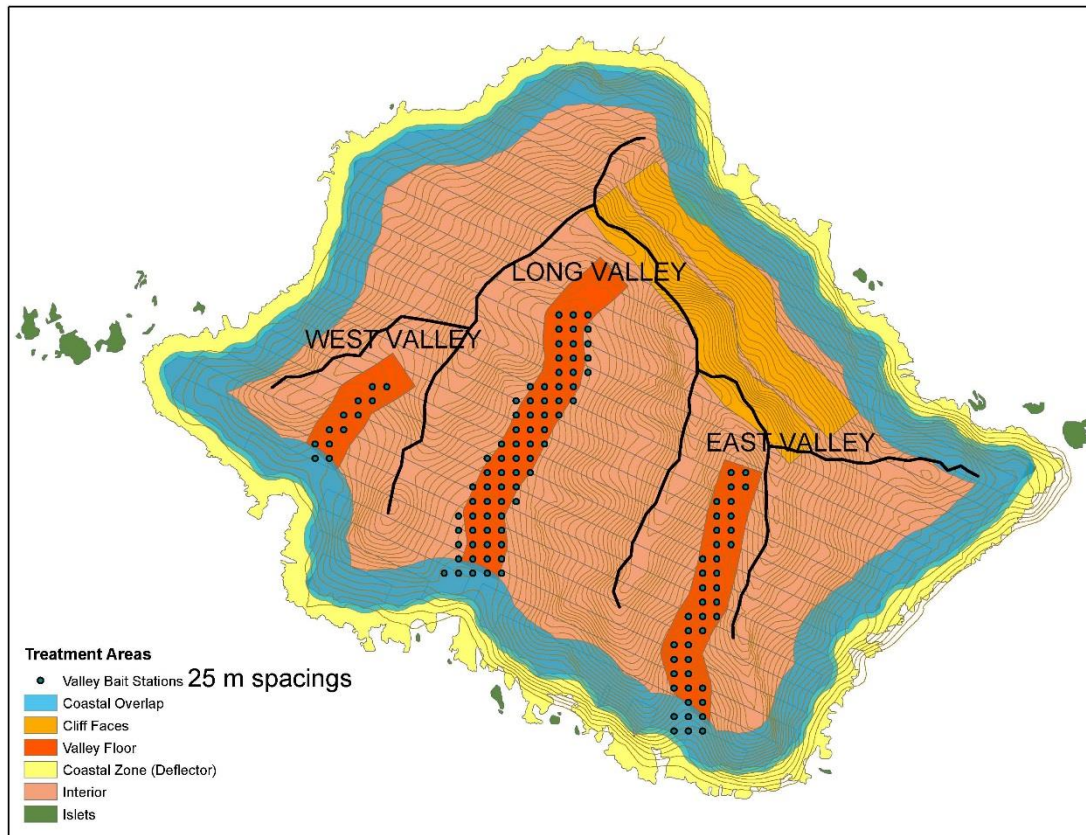 LONG VALLEY
WEST VALLEY
EAST VALLEY
Treatment Areas
Valley Bait Stations 25 m spacings
Coastal Overlap
Cliff Faces
Valley Floor
Coastal Zone (Deflector)
Interior
Islets